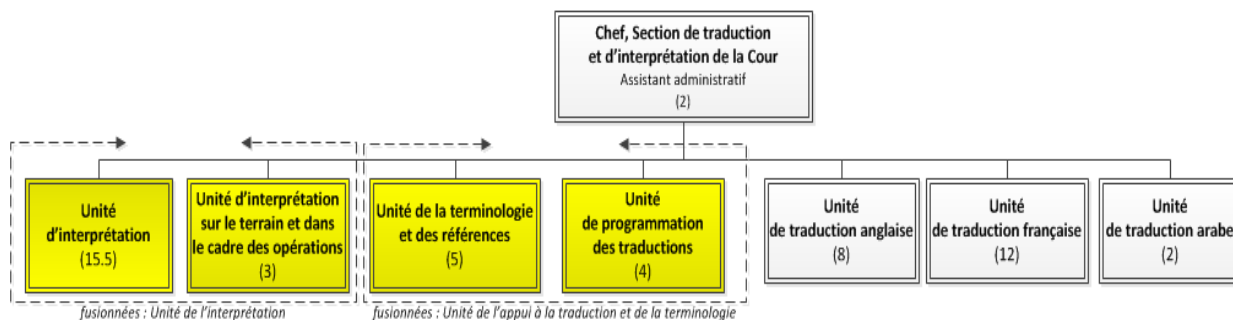 Chef, Section de traduction
et d'interprétation de la Cour
Assistant administratif
(2)
Unité
d'interprétation
(15.5)
Unité d'interprétation
sur le terrain et dans
le cadre des opérations
(3)
Unité de la terminologie
et des références
(5)
Unité
de programmation
des traductions
(4)
Unité
de traduction anglaise
(8)
Unité
de traduction française
(12)
Unité
de traduction arabe
(2)
fusionnées : Unité de l'interprétation
fusionnées : Unité de l'appui à la traduction et de la terminologie